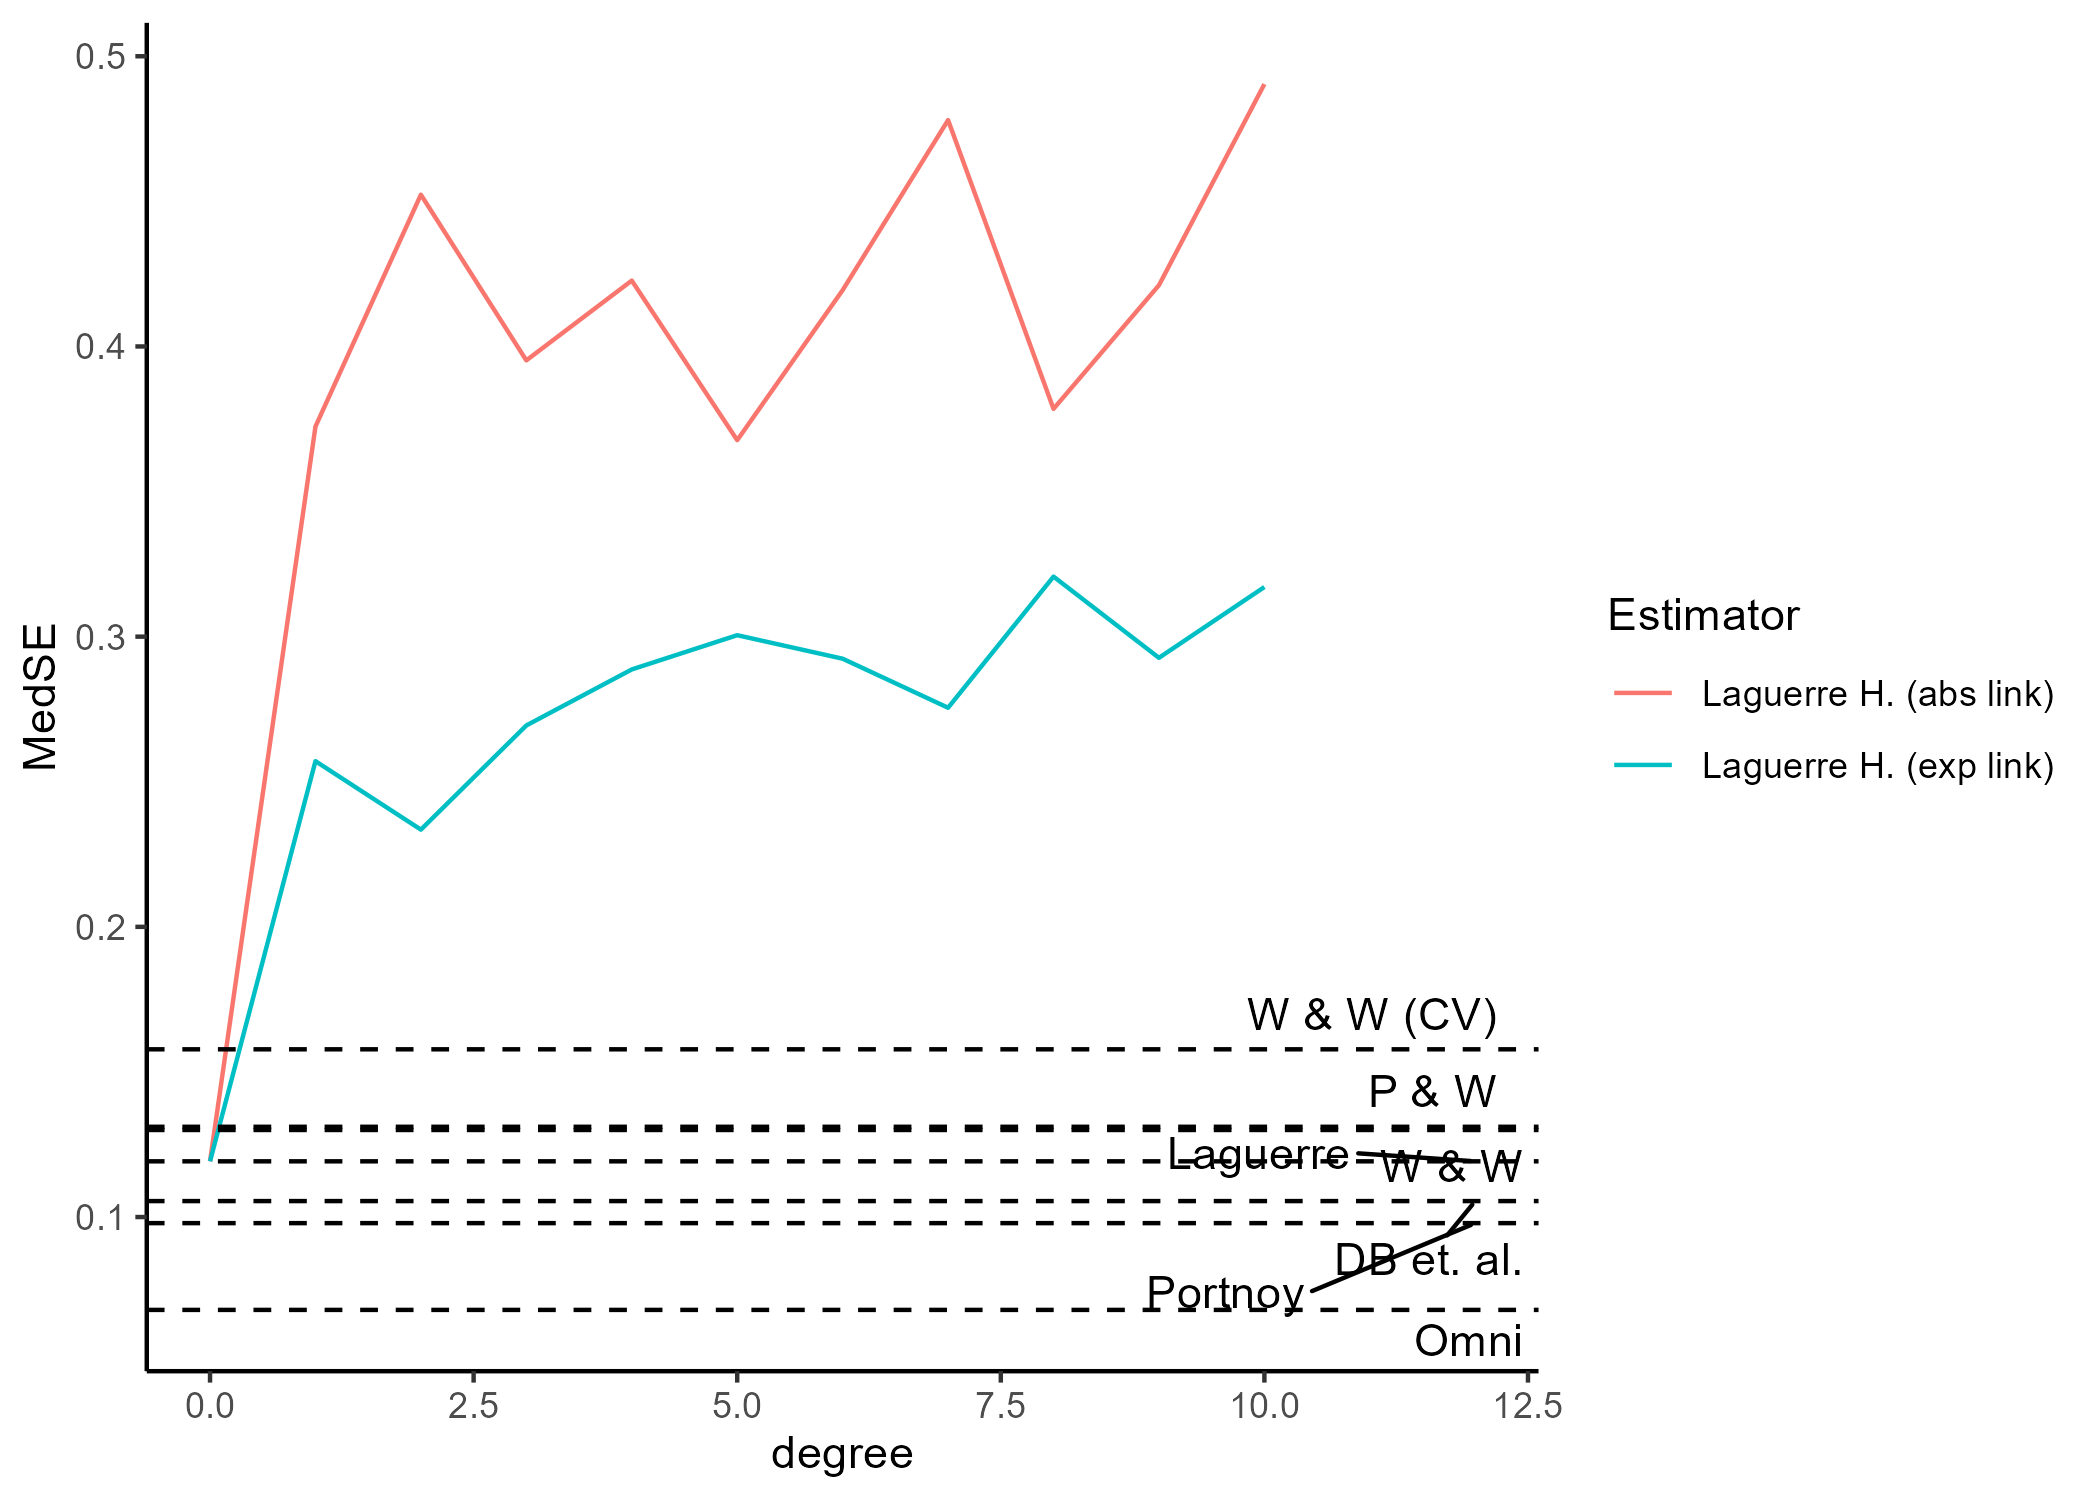 0.5
0.4
0.3
0.2
0.1
MedSE
0.0
2.5
5.0
7.5
10.0
12.5
degree
W & W (CV)
P & W
Laguerre
W & W
DB et. al.
Portnoy
Omni
Estimator
Laguerre H. (abs link)
Laguerre H. (exp link)